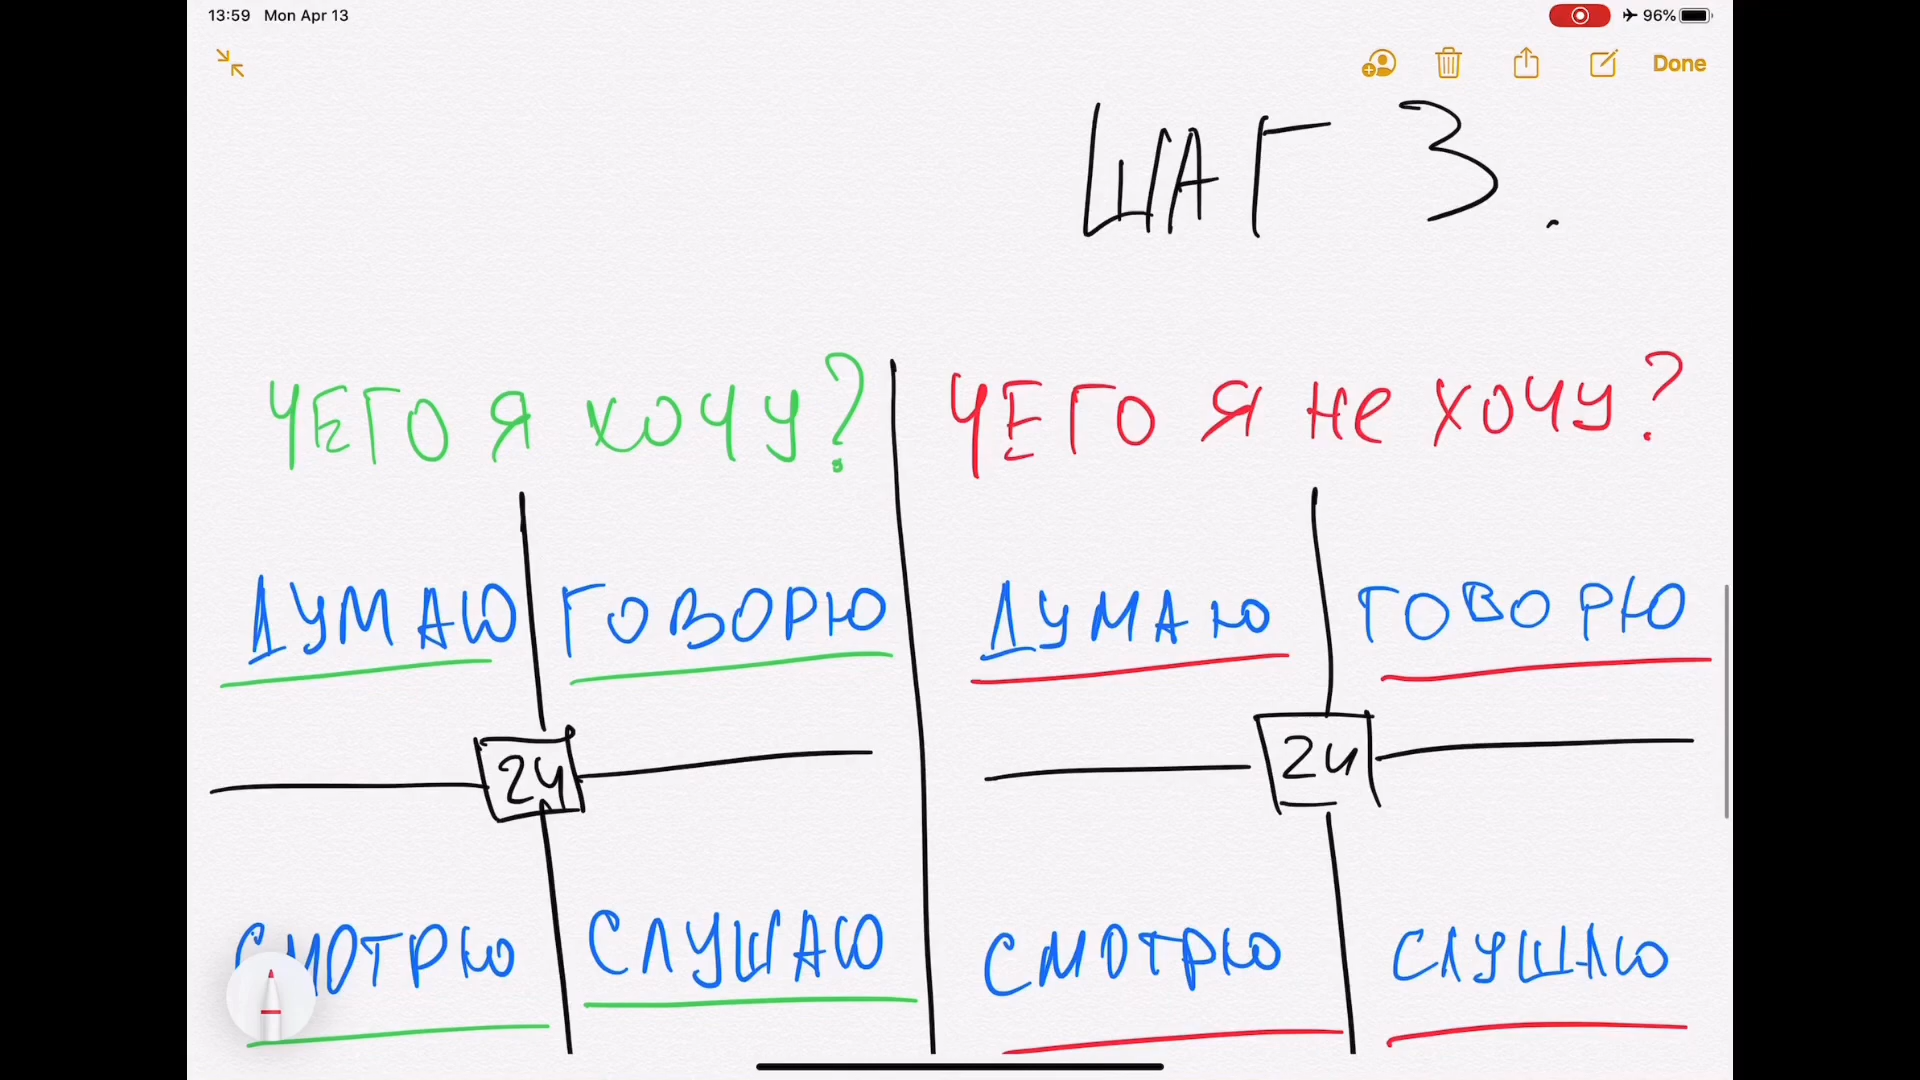 13:59 Mon Apr 13 96%
Done
ШАГ 3.
ЧЕГО Я ХОЧУ? ЧЕГО Я НЕ ХОЧУ?
ДУМАЮ ГОВОРЮ ДУМАЮ ГОВОРЮ
24 24
СМОТРЮ СЛУШАЮ СМОТРЮ СЛУШАЮ